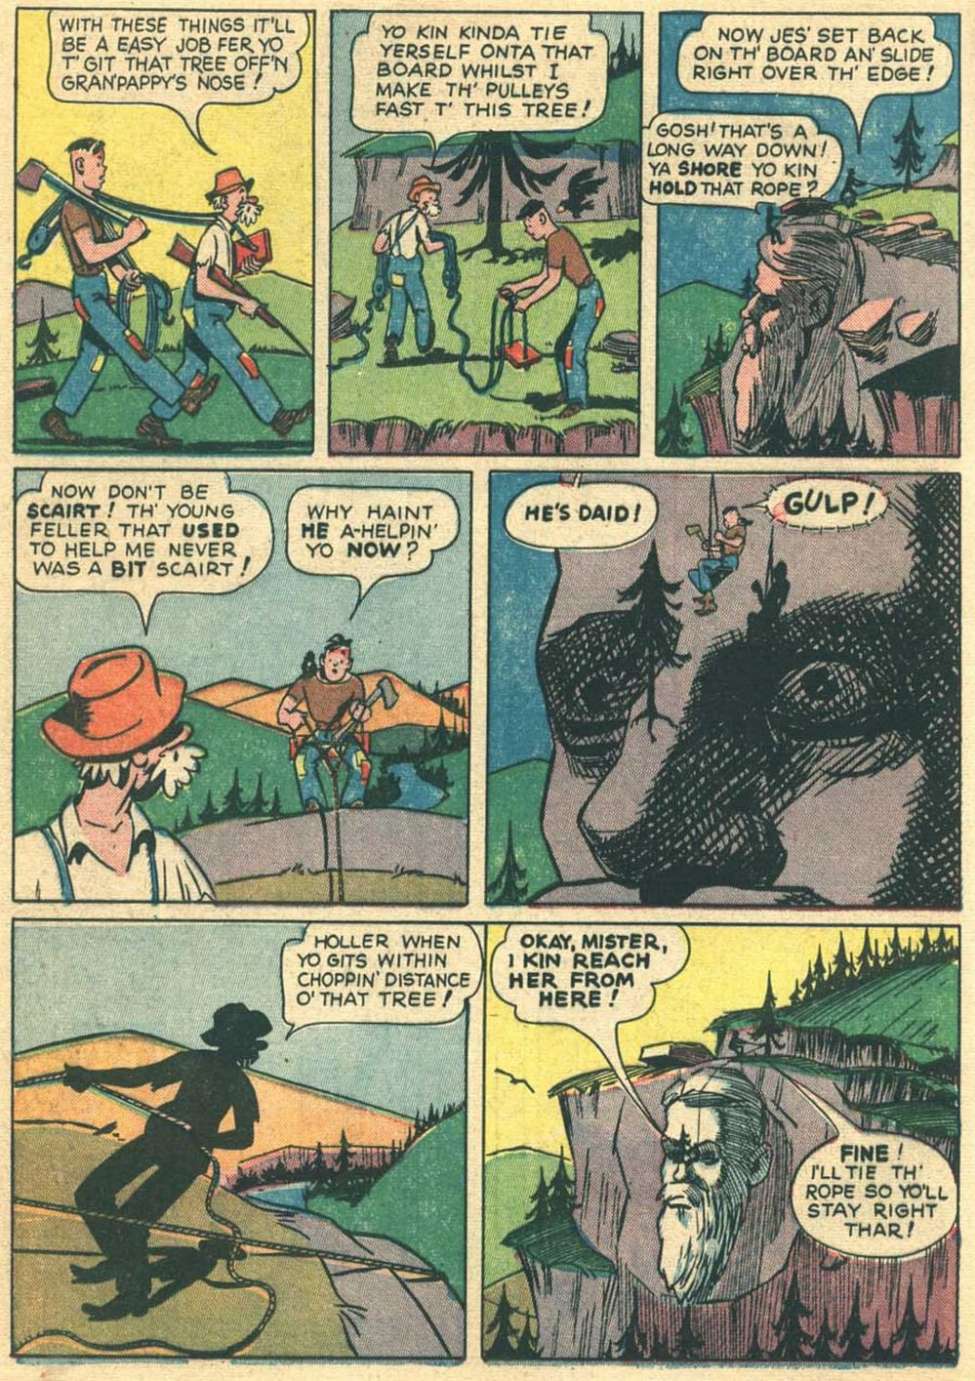 WITH THESE THINGS IT'LL
BE A EASY JOB FER YO
T' GIT THAT TREE OFF'N
GRAN'PAPPY'S NOSE!
YO KIN KINDA TIE
YERSELF ONTA THAT
BOARD WHILST I
MAKE TH' PULLEYS
FAST T' THIS TREE!
NOW JES' SET BACK
ON TH' BOARD AN' SLIDE
RIGHT OVER TH' EDGE!
GOSH! THAT'S A
LONG WAY DOWN!
YA SHORE YO KIN
HOLD THAT ROPE?
NOW DON'T BE
SCAIRT! TH' YOUNG
FELLER THAT USED
TO HELP ME NEVER
WAS A BIT SCAIRT!
WHY HAINT
HE A-HELPIN'
YO NOW?
HE'S DAID!
GULP!
HOLLER WHEN
YO GITS WITHIN
CHOPPIN' DISTANCE
O' THAT TREE!
OKAY, MISTER,
I KIN REACH
HER FROM
HERE!
FINE!
I'LL TIE TH'
ROPE SO YO'LL
STAY RIGHT
THAR!